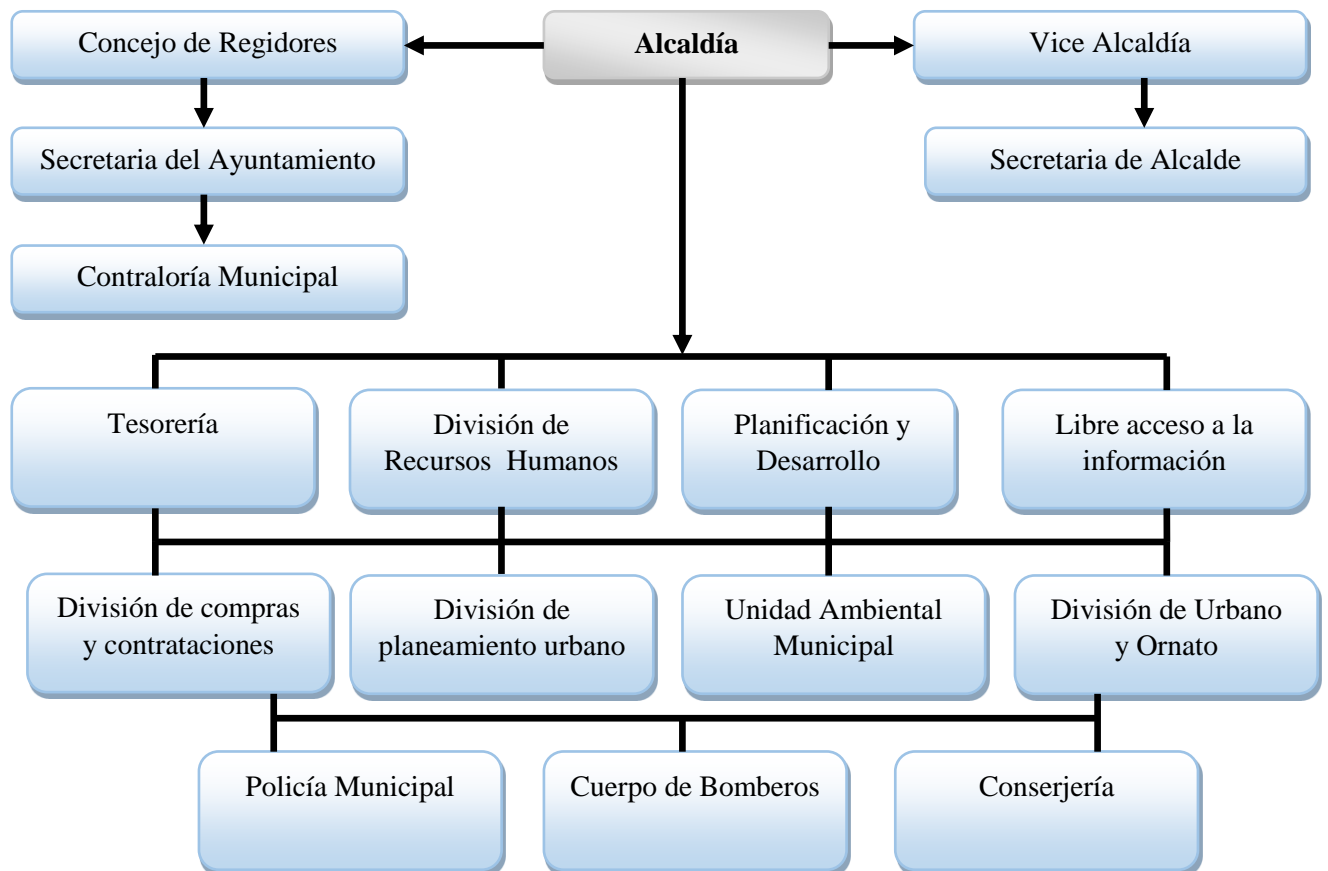 Concejo de Regidores
Alcaldía
Vice Alcaldía
Secretaria del Ayuntamiento
Secretaria de Alcalde
Contraloría Municipal
Tesorería
División de
Recursos Humanos
Planificación y
Desarrollo
Libre acceso a la
información
División de compras
y contrataciones
División de
planeamiento urbano
Unidad Ambiental
Municipal
División de Urbano
y Ornato
Policía Municipal
Cuerpo de Bomberos
Conserjería